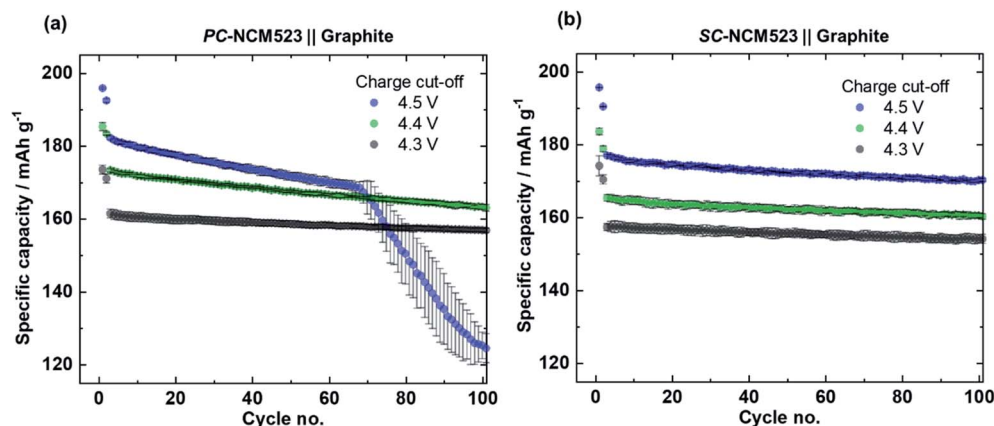 (a)
PC-NCM523 || Graphite
Charge cut-off
4.5 V
4.4 V
4.3 V
200
180
160
140
120
Specific capacity / mAh g⁻¹
0 20 40 60 80 100
Cycle no.
(b)
SC-NCM523 || Graphite
Charge cut-off
4.5 V
4.4 V
4.3 V
200
180
160
140
120
Specific capacity / mAh g⁻¹
0 20 40 60 80 100
Cycle no.